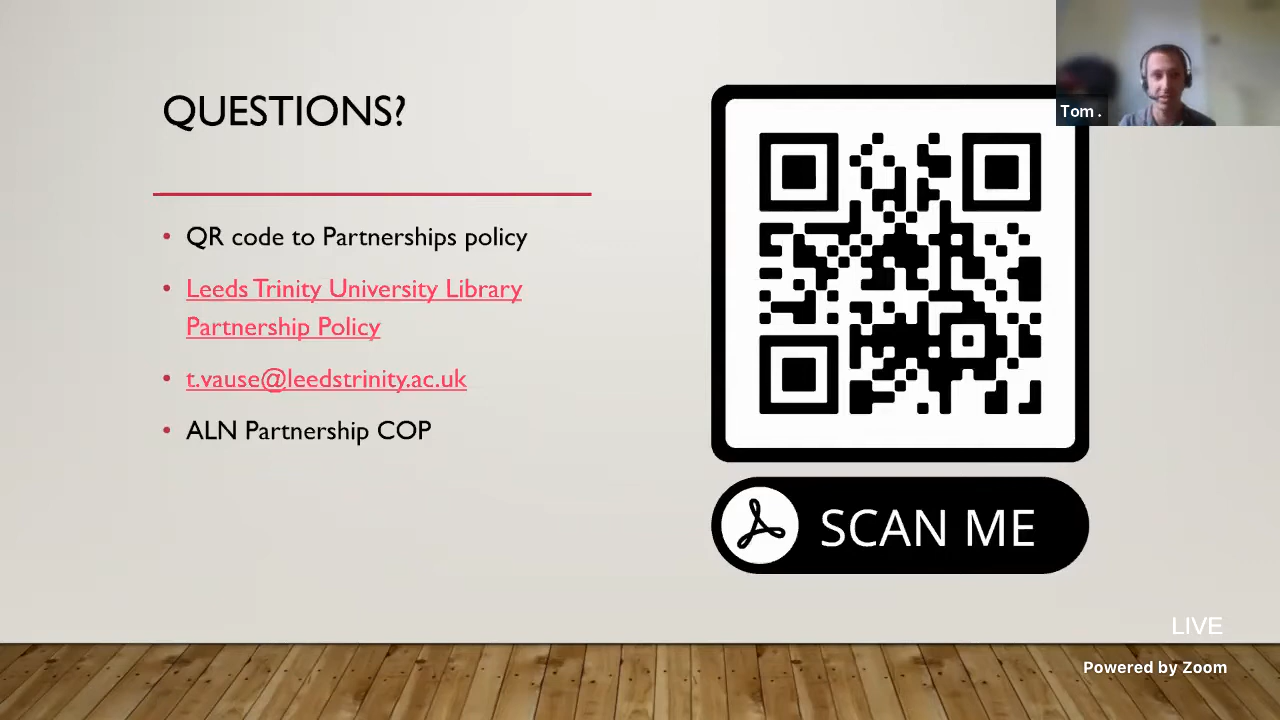 QUESTIONS?
Tom .
• QR code to Partnerships policy
• Leeds Trinity University Library
Partnership Policy
• t.vause@leedstrinity.ac.uk
• ALN Partnership COP
SCAN ME
LIVE
Powered by Zoom